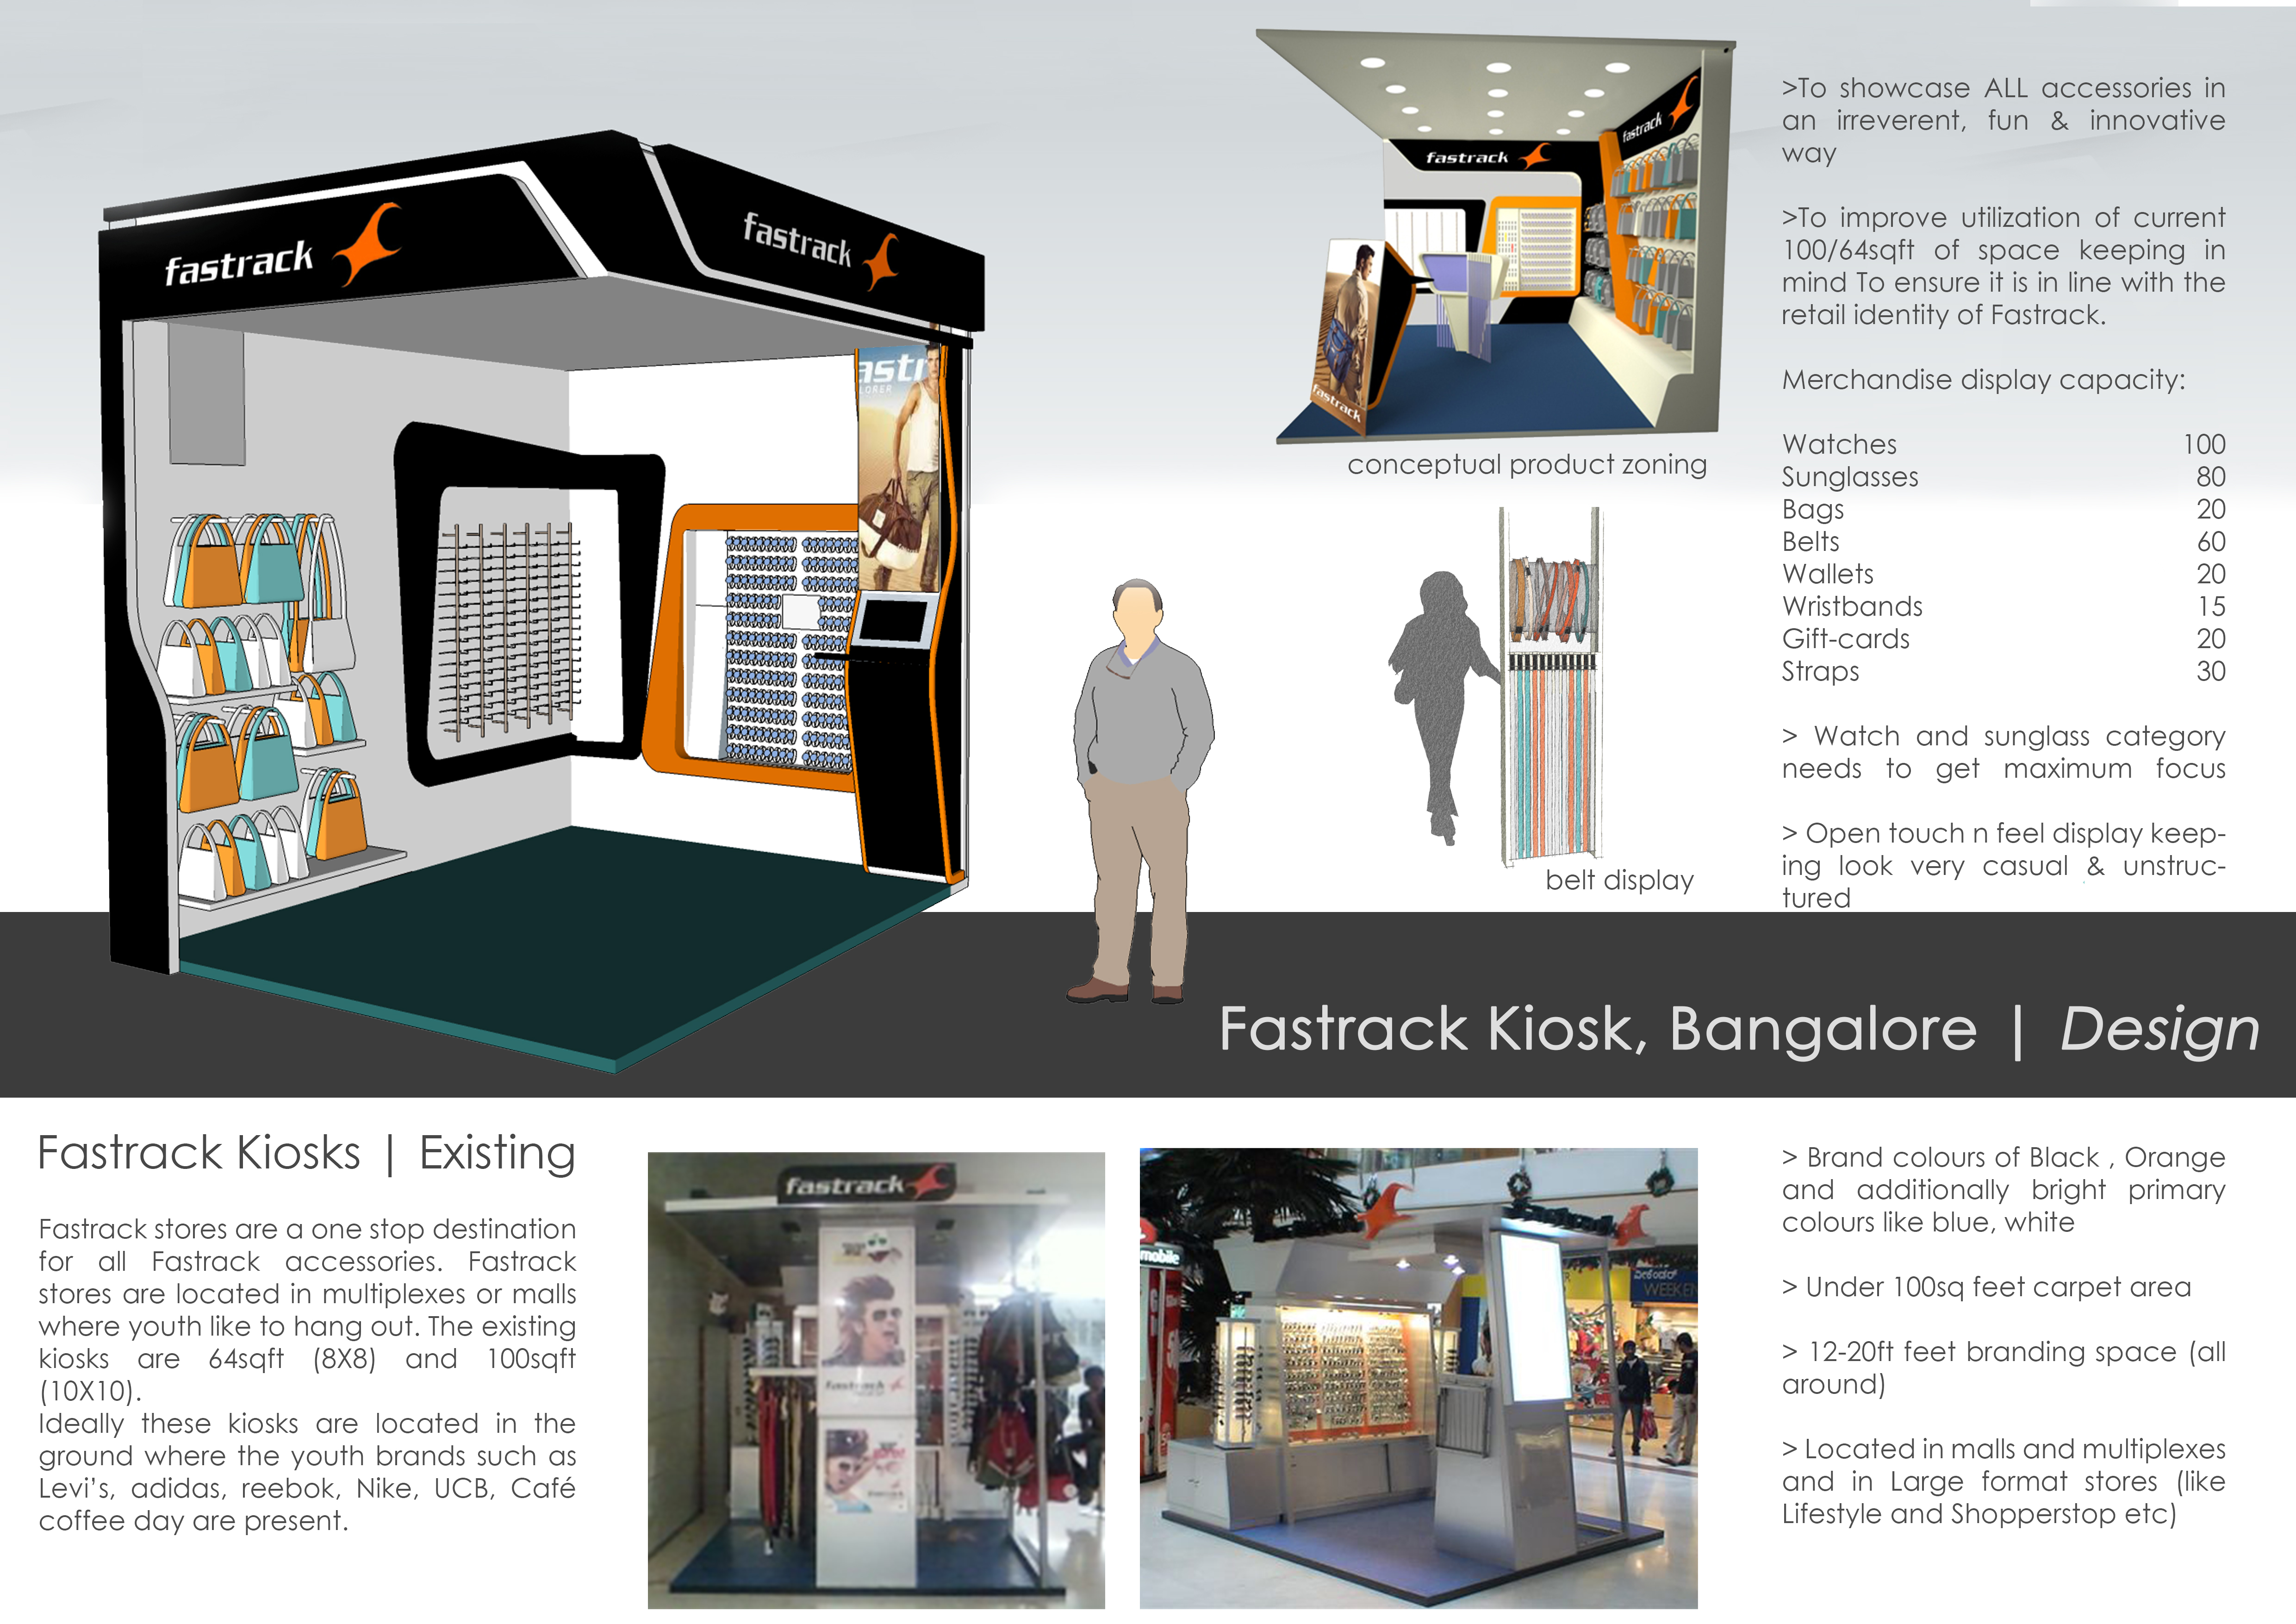 fastrack
fastrack
astr
LORER
fastrack
fastrack
fastrack
conceptual product zoning
belt display
>To showcase ALL accessories in
an irreverent, fun & innovative
way
>To improve utilization of current
100/64sqft of space keeping in
mind To ensure it is in line with the
retail identity of Fastrack.
Merchandise display capacity:
Watches 100
Sunglasses 80
Bags 20
Belts 60
Wallets 20
Wristbands 15
Gift-cards 20
Straps 30
> Watch and sunglass category
needs to get maximum focus
> Open touch n feel display keep-
ing look very casual & unstruc-
tured
Fastrack Kiosk, Bangalore | Design
Fastrack Kiosks | Existing
Fastrack stores are a one stop destination
for all Fastrack accessories. Fastrack
stores are located in multiplexes or malls
where youth like to hang out. The existing
kiosks are 64sqft (8X8) and 100sqft
(10X10).
Ideally these kiosks are located in the
ground where the youth brands such as
Levi's, adidas, reebok, Nike, UCB, Café
coffee day are present.
fastrack
fastrack
mobile
WEEKEN
> Brand colours of Black , Orange
and additionally bright primary
colours like blue, white
> Under 100sq feet carpet area
> 12-20ft feet branding space (all
around)
> Located in malls and multiplexes
and in Large format stores (like
Lifestyle and Shopperstop etc)